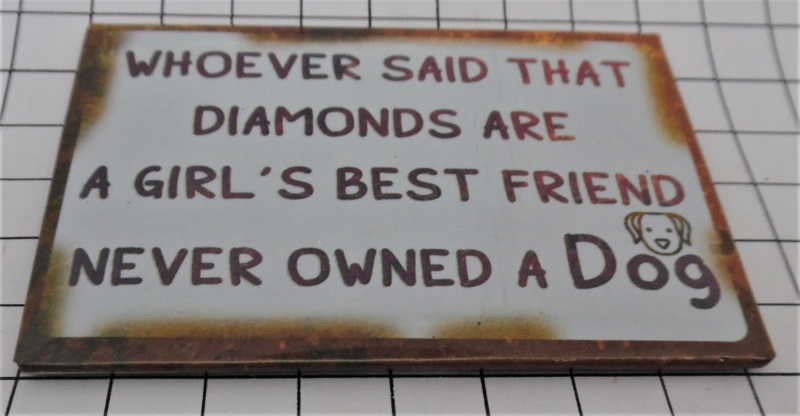 WHOEVER SAID THAT
DIAMONDS ARE
A GIRL'S BEST FRIEND
NEVER OWNED A Dog